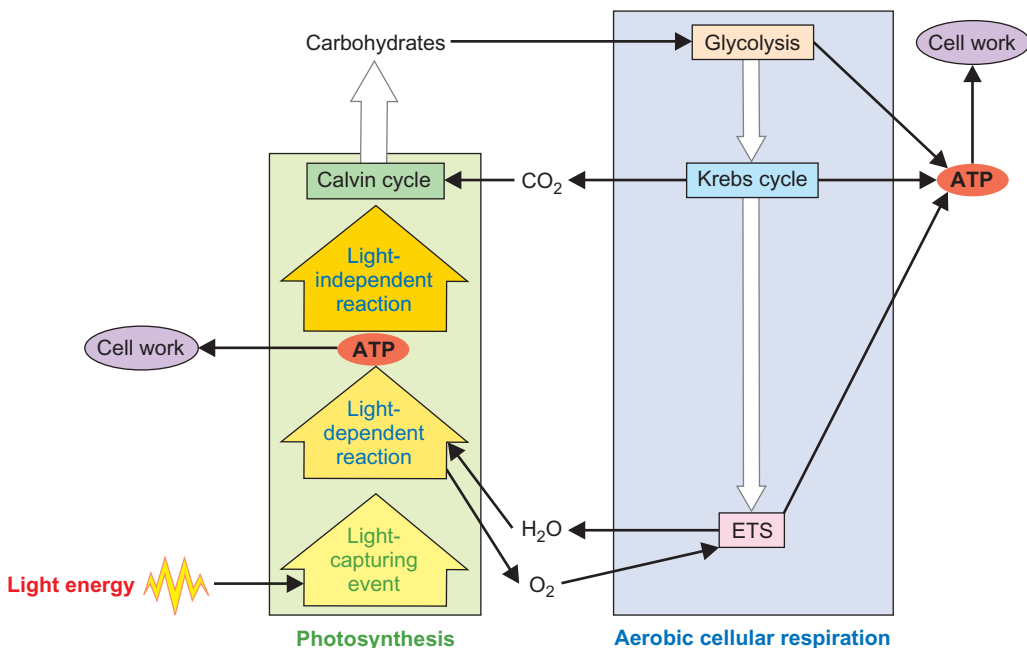 Carbohydrates
Glycolysis
Cell work
Calvin cycle
CO₂
Krebs cycle
ATP
Light-
independent
reaction
Cell work
ATP
Light-
dependent
reaction
H₂O
ETS
Light-
capturing
event
Light energy
O₂
Photosynthesis
Aerobic cellular respiration